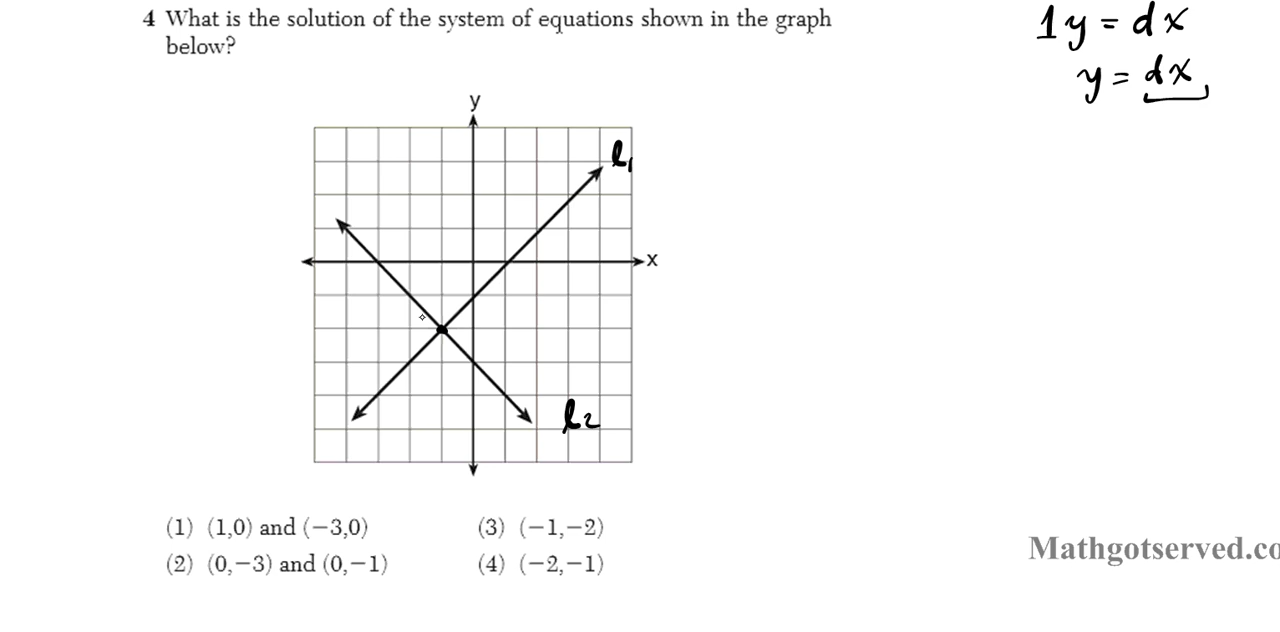 4 What is the solution of the system of equations shown in the graph
below?
1y = dx
y = dx
y
l1
x
l2
(1) (1,0) and (−3,0)
(3) (−1,−2)
(2) (0,−3) and (0,−1)
(4) (−2,−1)
Mathgotserved.co